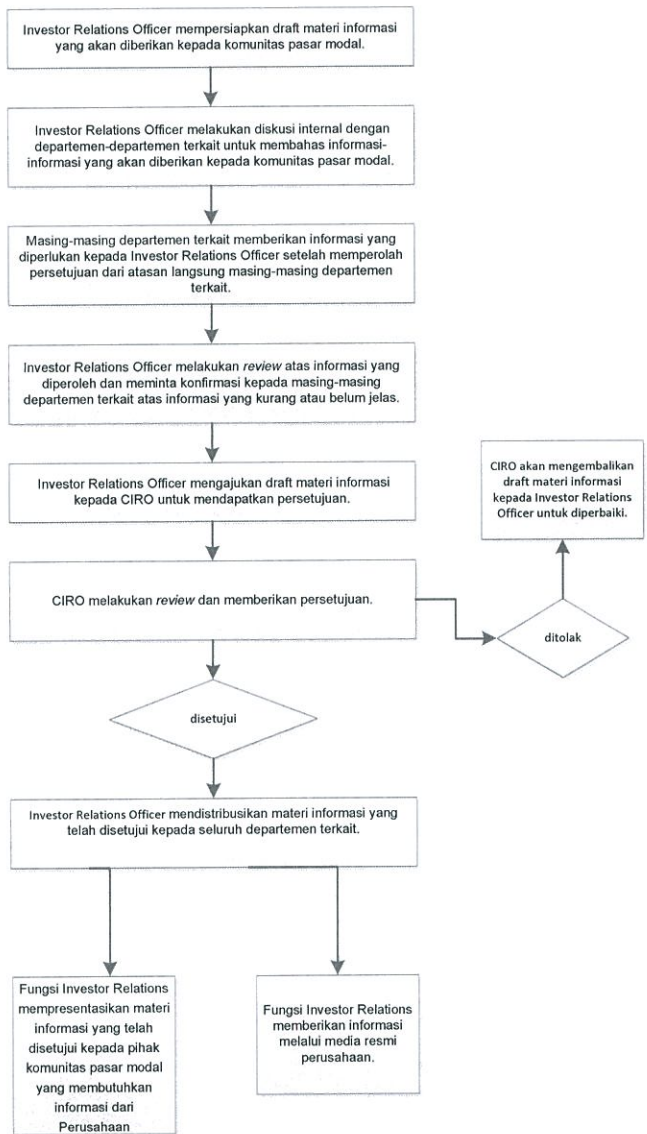 Investor Relations Officer mempersiapkan draft materi informasi
yang akan diberikan kepada komunitas pasar modal.
Investor Relations Officer melakukan diskusi internal dengan
departemen-departemen terkait untuk membahas informasi-
informasi yang akan diberikan kepada komunitas pasar modal.
Masing-masing departemen terkait memberikan informasi yang
diperlukan kepada Investor Relations Officer setelah memperolah
persetujuan dari atasan langsung masing-masing departemen
terkait.
Investor Relations Officer melakukan review atas informasi yang
diperoleh dan meminta konfirmasi kepada masing-masing
departemen terkait atas informasi yang kurang atau belum jelas.
Investor Relations Officer mengajukan draft materi informasi
kepada CIRO untuk mendapatkan persetujuan.
CIRO melakukan review dan memberikan persetujuan.
ditolak
CIRO akan mengembalikan
draft materi informasi
kepada Investor Relations
Officer untuk diperbaiki.
disetujui
Investor Relations Officer mendistribusikan materi informasi yang
telah disetujui kepada seluruh departemen terkait.
Fungsi Investor Relations
mempresentasikan materi
informasi yang telah
disetujui kepada pihak
komunitas pasar modal
yang membutuhkan
informasi dari
Perusahaan
Fungsi Investor Relations
memberikan informasi
melalui media resmi
perusahaan.